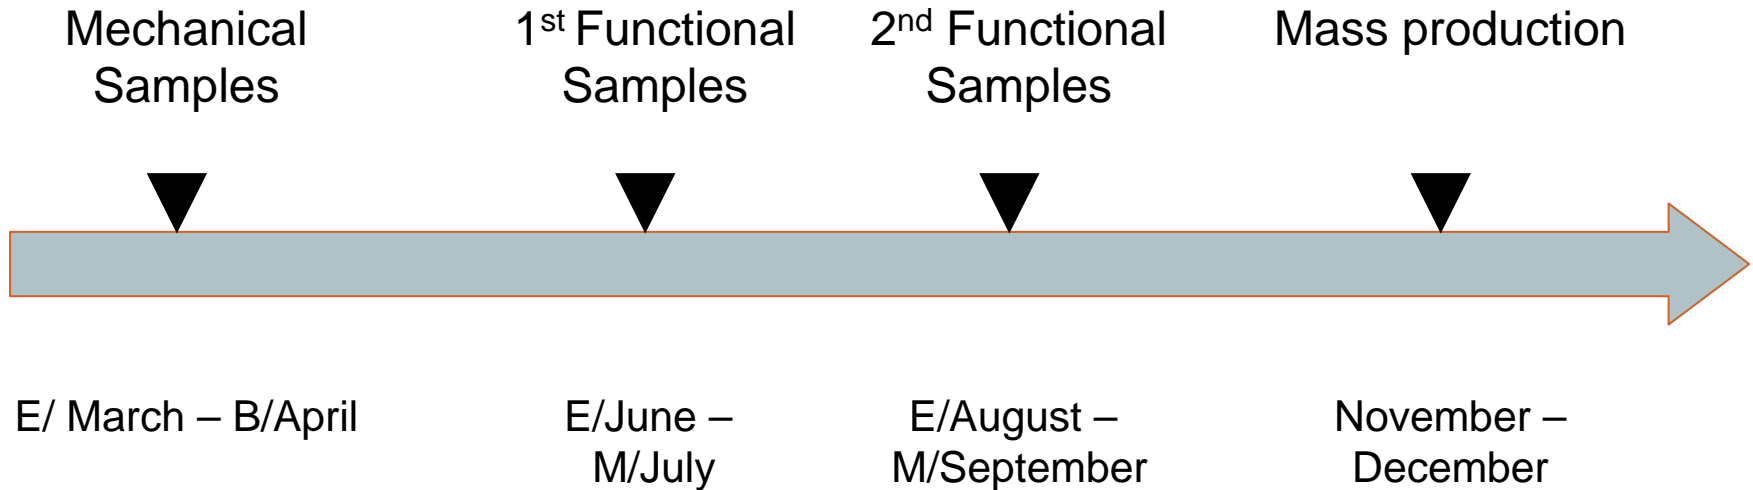 Mechanical
Samples
1st Functional
Samples
2nd Functional
Samples
Mass production
E/ March – B/April
E/June –
M/July
E/August –
M/September
November –
December